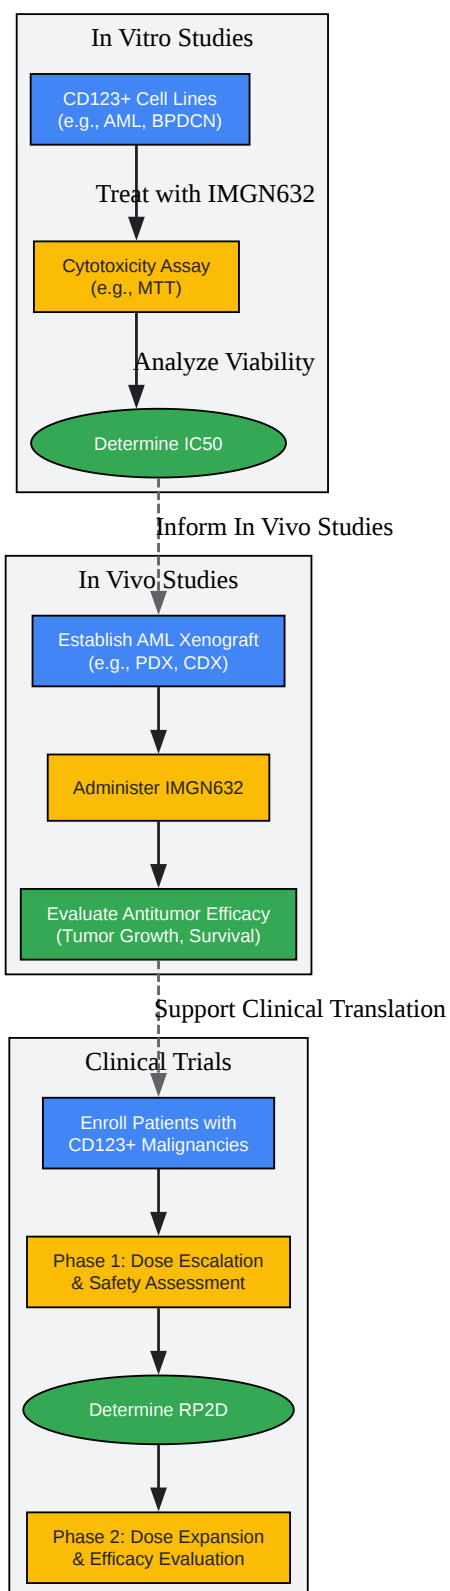 In Vitro Studies
CD123+ Cell Lines
(e.g., AML, BPDCN)
Treat with IMGN632
Cytotoxicity Assay
(e.g., MTT)
Analyze Viability
Determine IC50
Inform In Vivo Studies
In Vivo Studies
Establish AML Xenograft
(e.g., PDX, CDX)
Administer IMGN632
Evaluate Antitumor Efficacy
(Tumor Growth, Survival)
Support Clinical Translation
Clinical Trials
Enroll Patients with
CD123+ Malignancies
Phase 1: Dose Escalation
& Safety Assessment
Determine RP2D
Phase 2: Dose Expansion
& Efficacy Evaluation